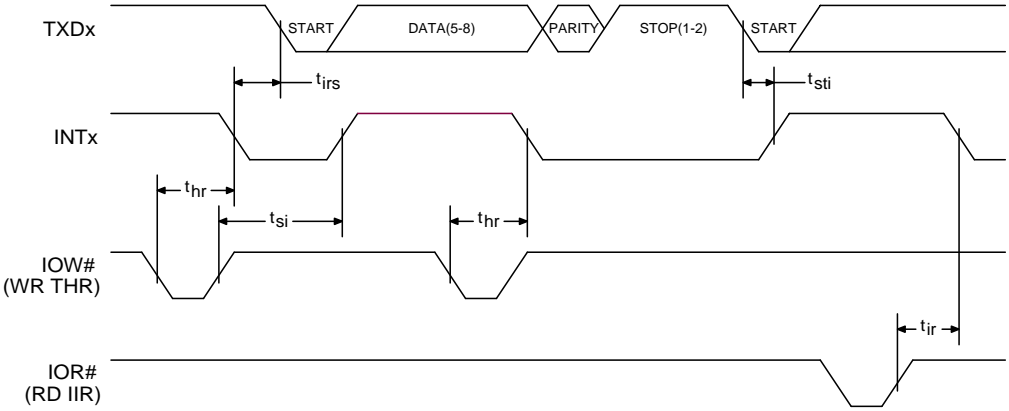 TXDx
START
DATA(5-8)
PARITY
STOP(1-2)
START
tirs
tsti
INTx
thr
tsi
thr
IOW#
(WR THR)
tir
IOR#
(RD IIR)